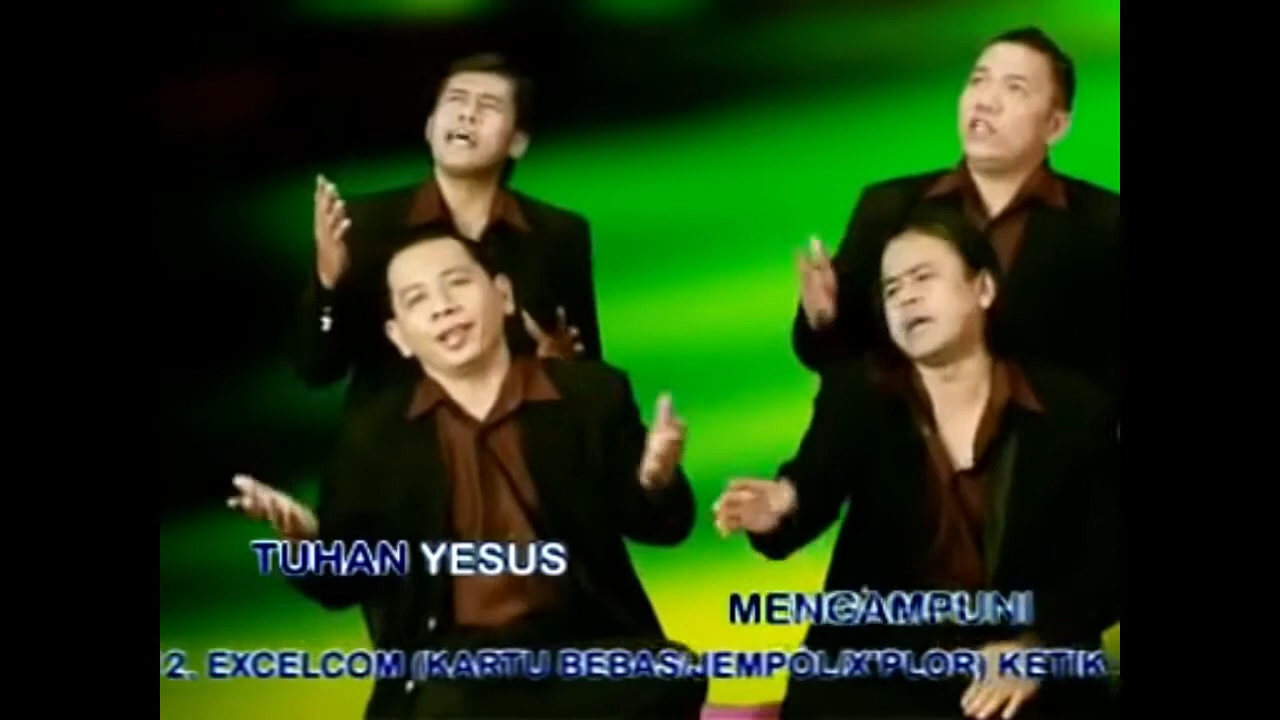 TUHAN YESUS
MENGAMPUNI
2. EXCELCOM (KARTU BEBAS/JEMPOL/X'PLOR) KETIK